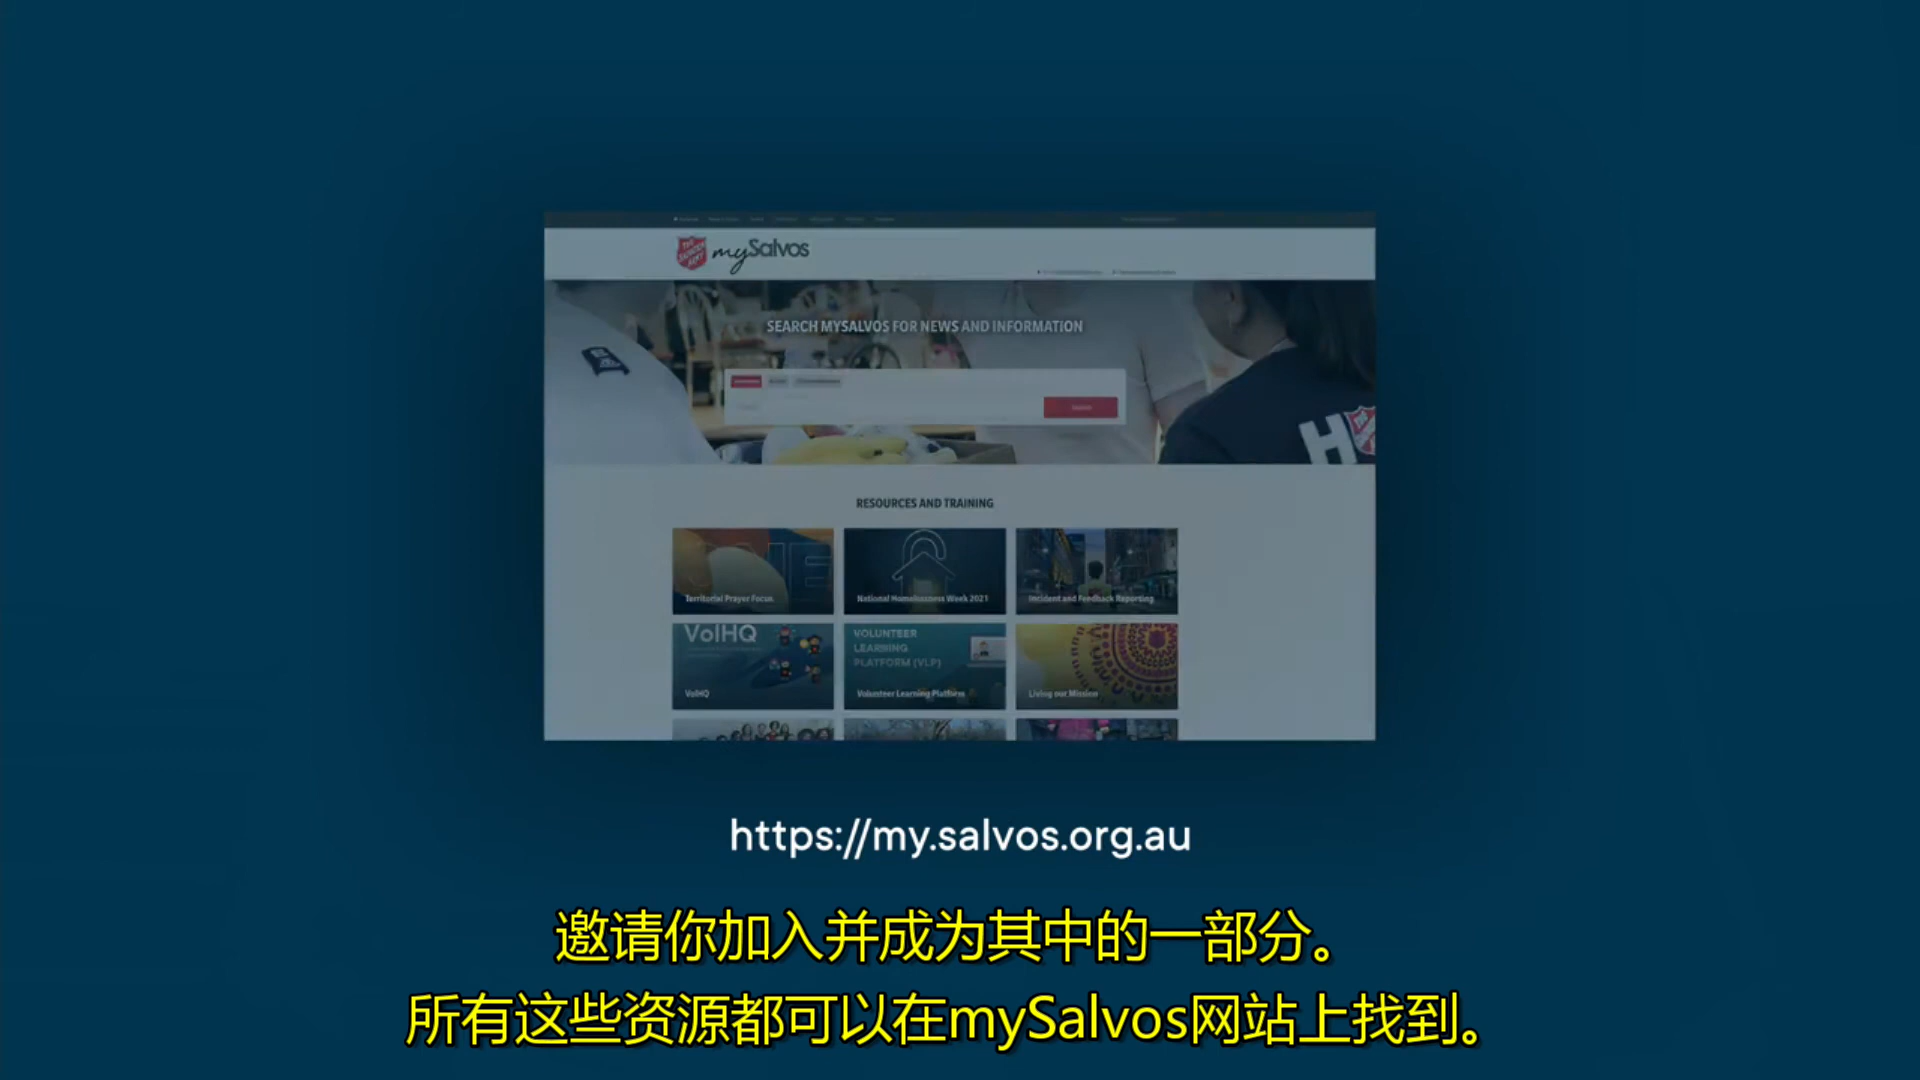 THE SALVATION ARMY
mySalvos
SEARCH MYSALVOS FOR NEWS AND INFORMATION
RESOURCES AND TRAINING
Territorial Prayer Focus
National Homelessness Week 2021
Incident and Feedback Reporting
VolHQ
VolHQ
VOLUNTEER
LEARNING
PLATFORM (VLP)
Volunteer Learning Platform
Living our Mission
https://my.salvos.org.au
邀请你加入并成为其中的一部分。
所有这些资源都可以在mySalvos网站上找到。